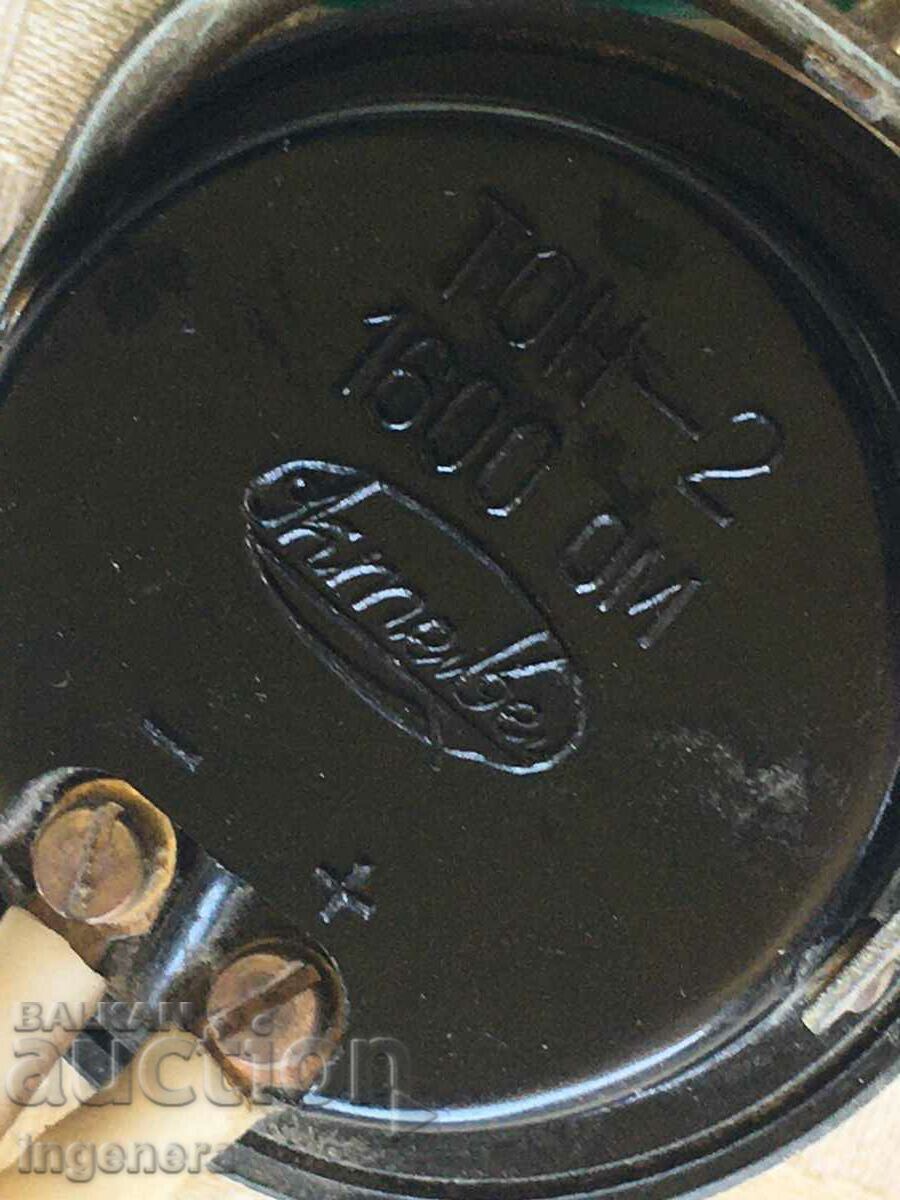 ТОН-2
1600 ОМ
-
+
BALKAN
auction
ingenera